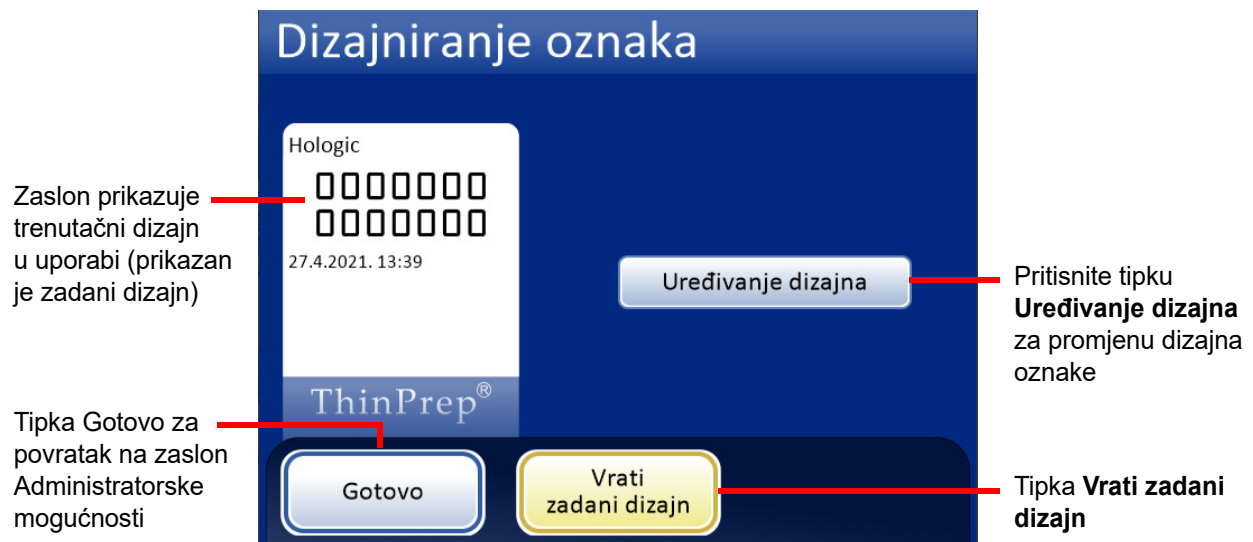 Dizajniranje oznaka
Hologic
0000000
0000000
27.4.2021. 13:39
ThinPrep®
Uređivanje dizajna
Gotovo
Vrati
zadani dizajn
Zaslon prikazuje
trenutačni dizajn
u uporabi (prikazan
je zadani dizajn)
Tipka Gotovo za
povratak na zaslon
Administratorske
mogućnosti
Pritisnite tipku
Uređivanje dizajna
za promjenu dizajna
oznake
Tipka Vrati zadani
dizajn